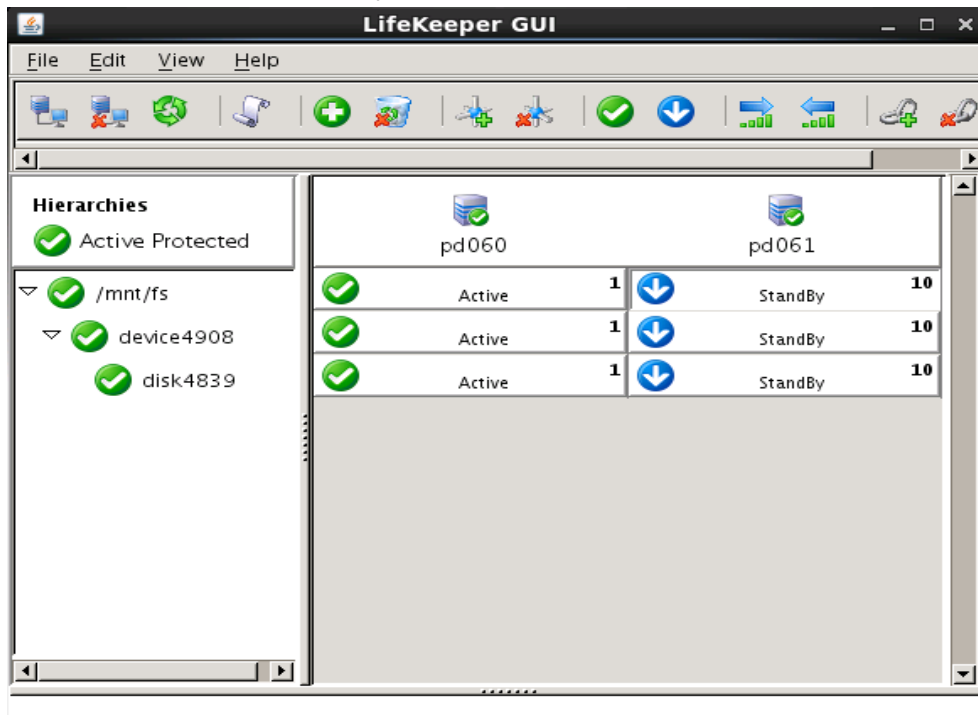 LifeKeeper GUI
File Edit View Help
Hierarchies
Active Protected
pd060 pd061
/mnt/fs Active 1 StandBy 10
device4908 Active 1 StandBy 10
disk4839 Active 1 StandBy 10